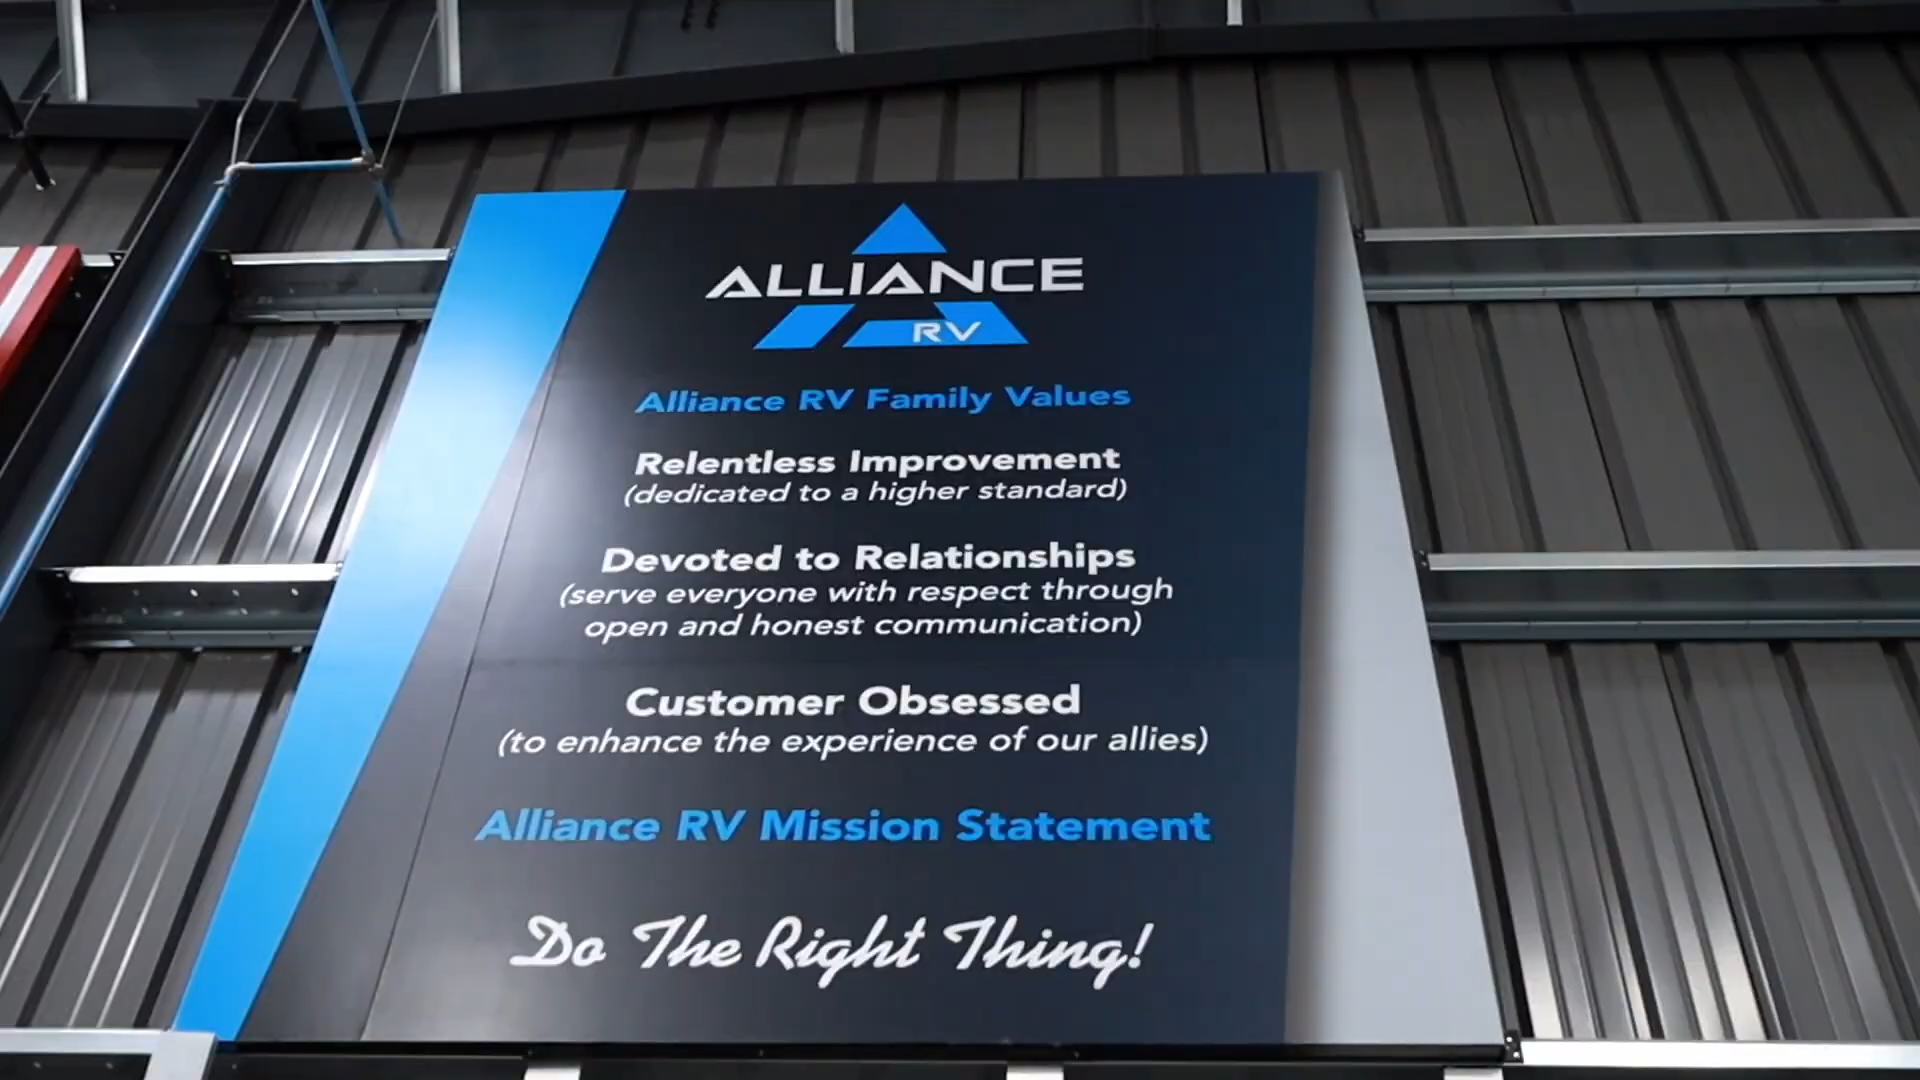 ALLIANCE
RV
Alliance RV Family Values
Relentless Improvement
(dedicated to a higher standard)
Devoted to Relationships
(serve everyone with respect through
open and honest communication)
Customer Obsessed
(to enhance the experience of our allies)
Alliance RV Mission Statement
Do The Right Thing!